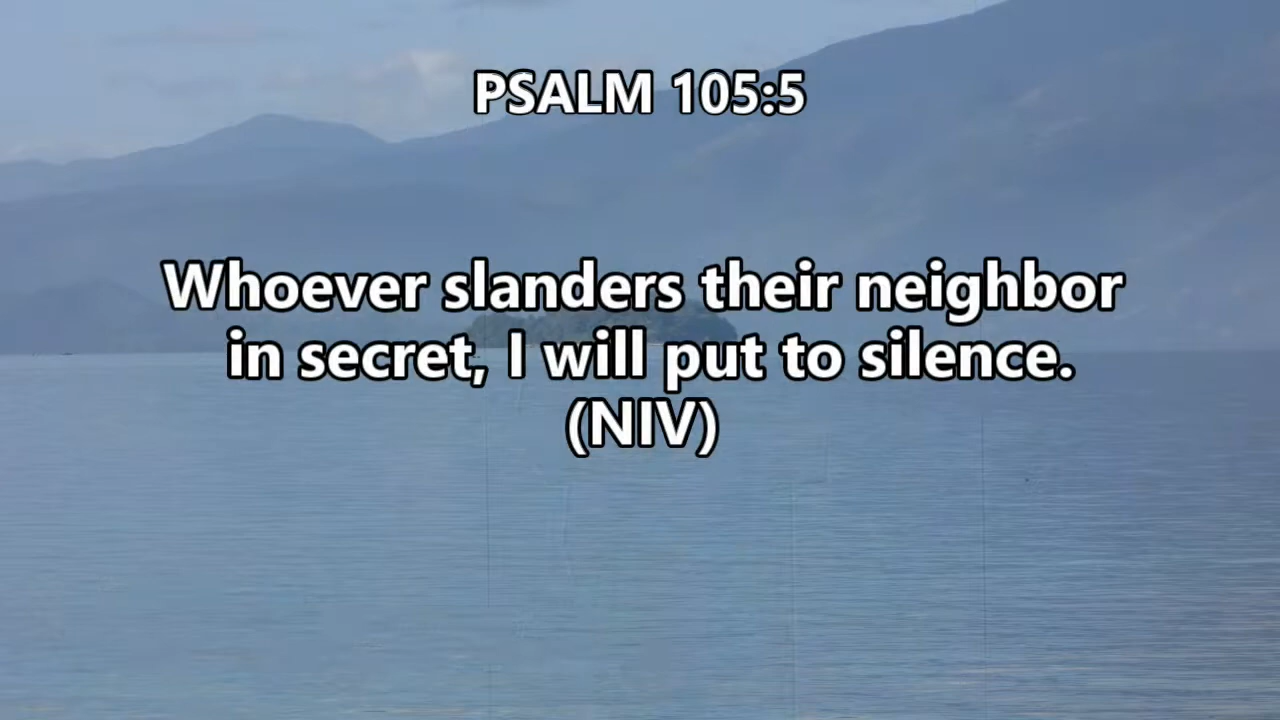 PSALM 105:5
Whoever slanders their neighbor
in secret, I will put to silence.
(NIV)